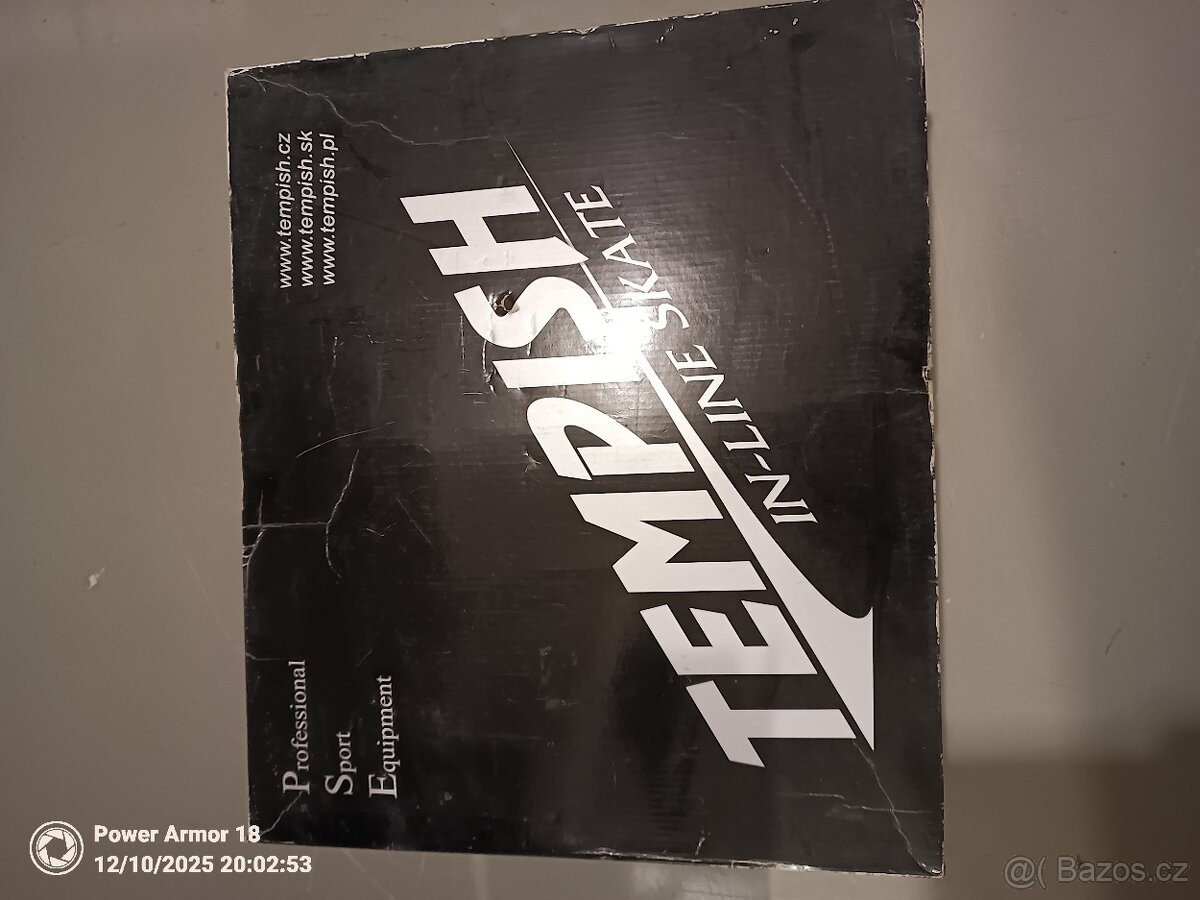 www.tempish.cz
www.tempish.sk
www.tempish.pl
TEMPISH
IN-LINE SKATE
Professional
Sport
Equipment
Power Armor 18
12/10/2025 20:02:53
@( Bazos.cz